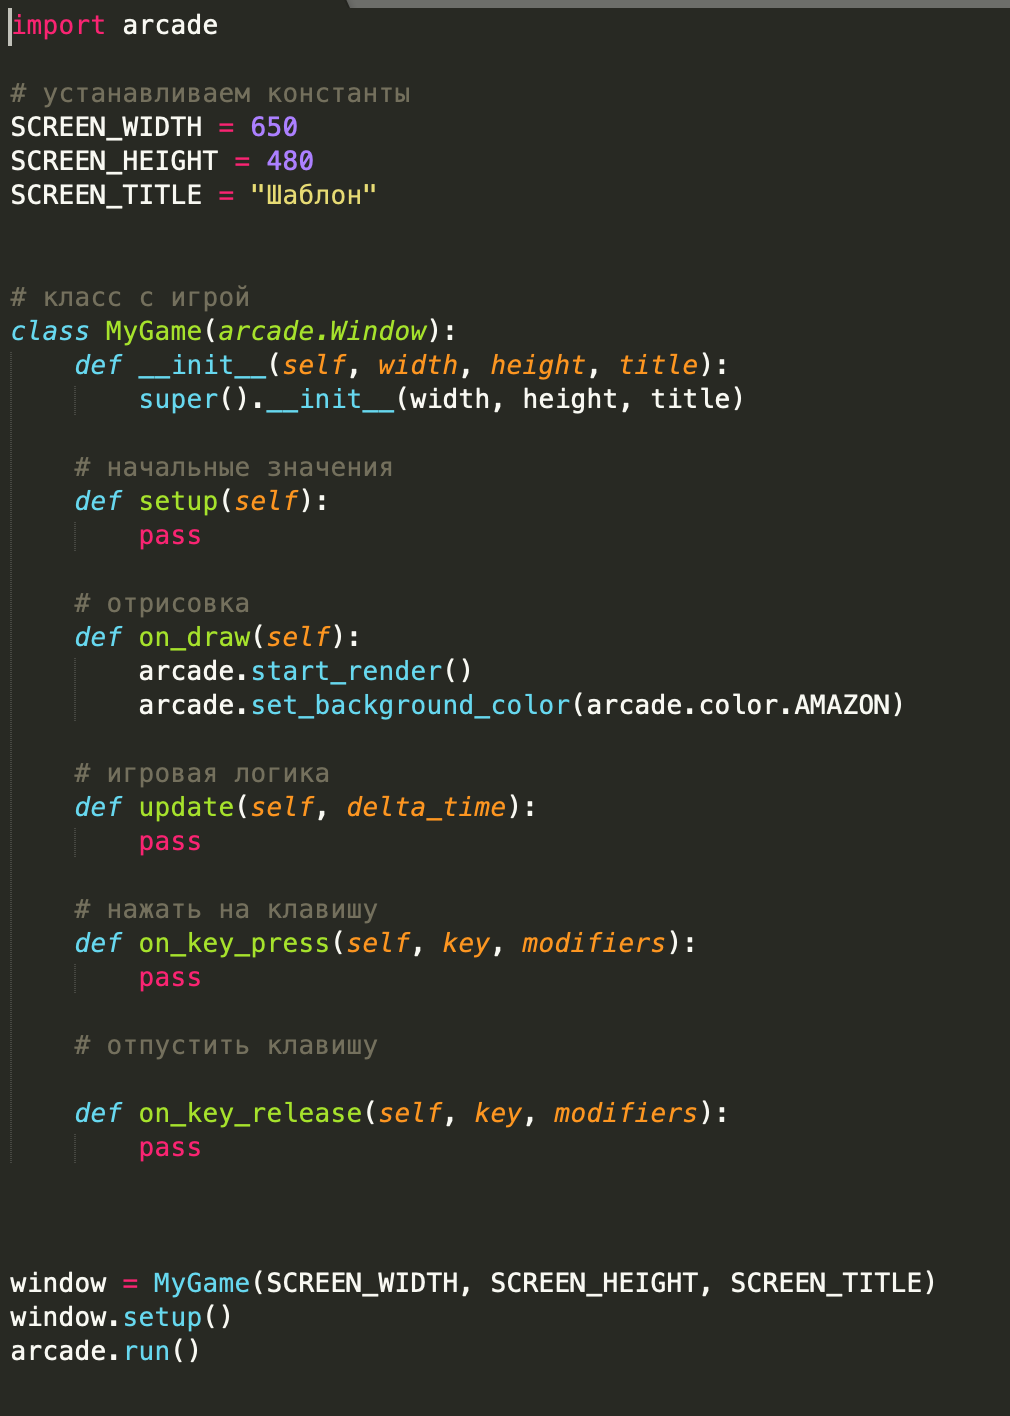 import arcade
# устанавливаем константы
SCREEN_WIDTH = 650
SCREEN_HEIGHT = 480
SCREEN_TITLE = "Шаблон"
# класс с игрой
class MyGame(arcade.Window):
def __init__(self, width, height, title):
super().__init__(width, height, title)
# начальные значения
def setup(self):
pass
# отрисовка
def on_draw(self):
arcade.start_render()
arcade.set_background_color(arcade.color.AMAZON)
# игровая логика
def update(self, delta_time):
pass
# нажать на клавишу
def on_key_press(self, key, modifiers):
pass
# отпустить клавишу
def on_key_release(self, key, modifiers):
pass
window = MyGame(SCREEN_WIDTH, SCREEN_HEIGHT, SCREEN_TITLE)
window.setup()
arcade.run()